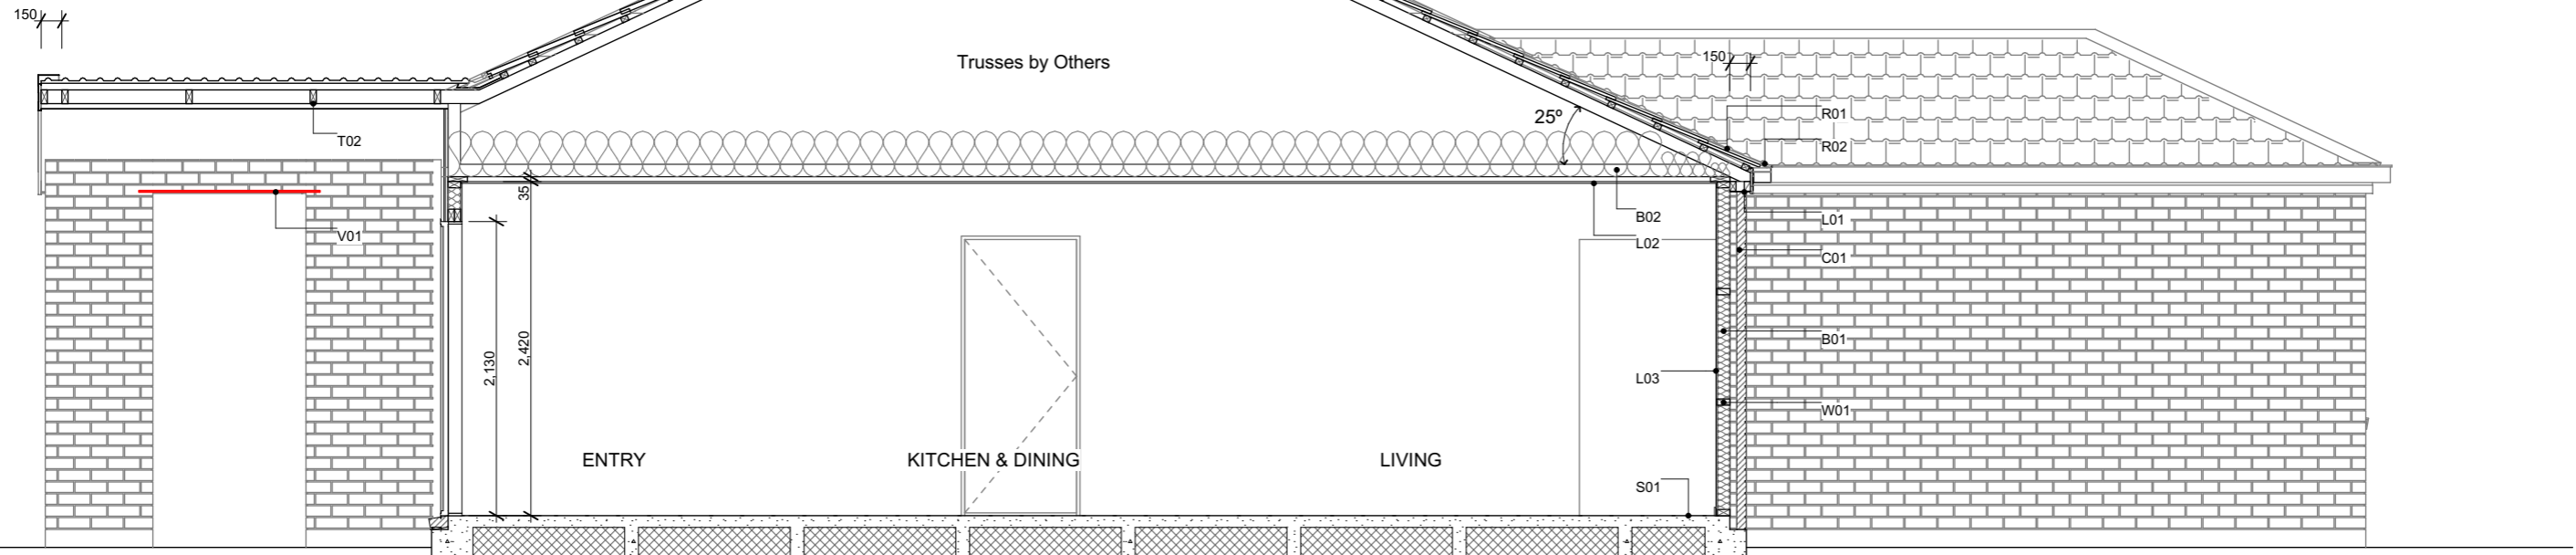 150
Trusses by Others
150
25°
R01
T02
R02
35
B02
L01
V01
L02
C01
B01
2,420
2,130
L03
W01
ENTRY
KITCHEN & DINING
LIVING
S01